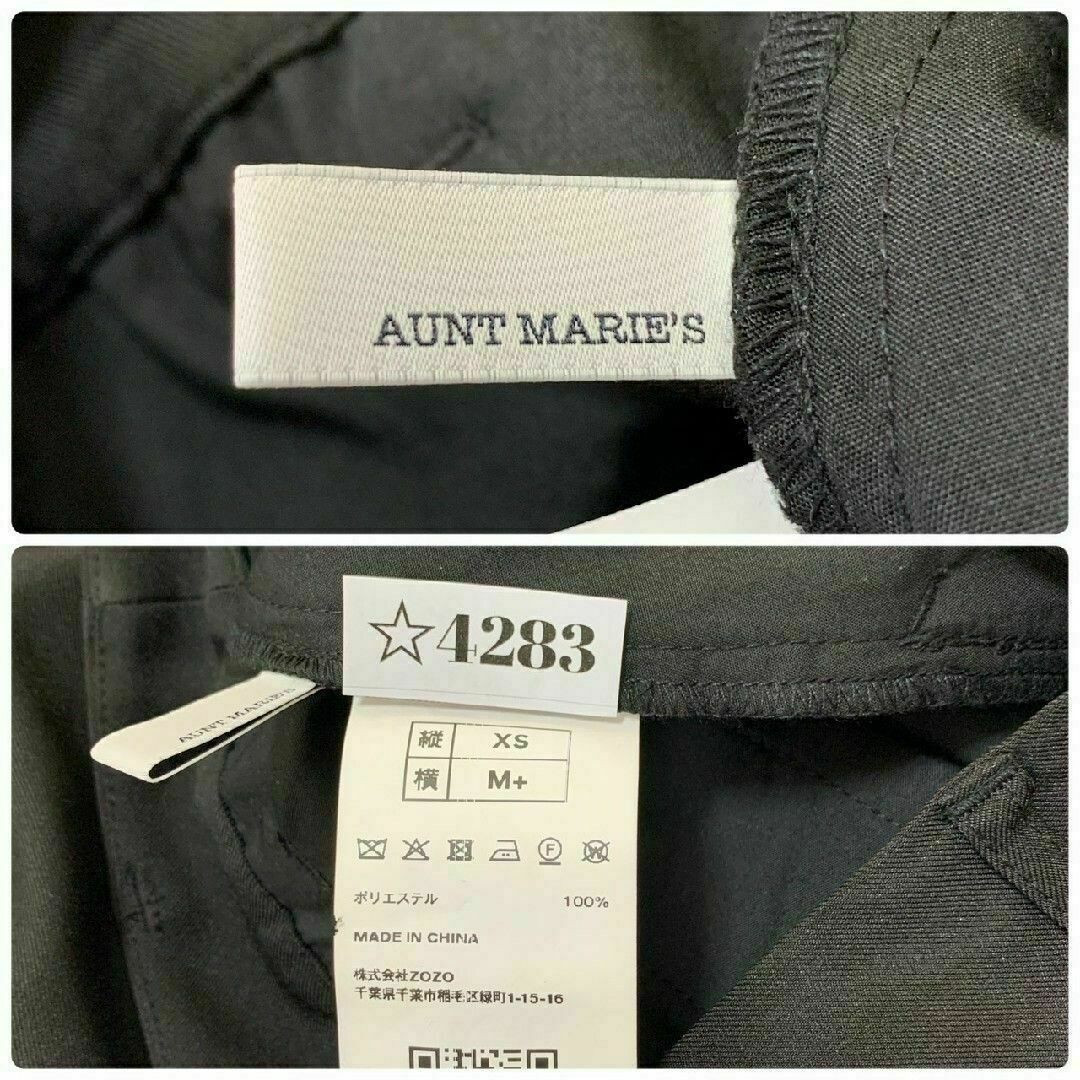 AUNT MARIE'S
☆4283
AUNT MARIE'S
縦 XS
横 M+
ポリエステル 100%
MADE IN CHINA
株式会社ZOZO
千葉県千葉市稲毛区緑町1-15-16